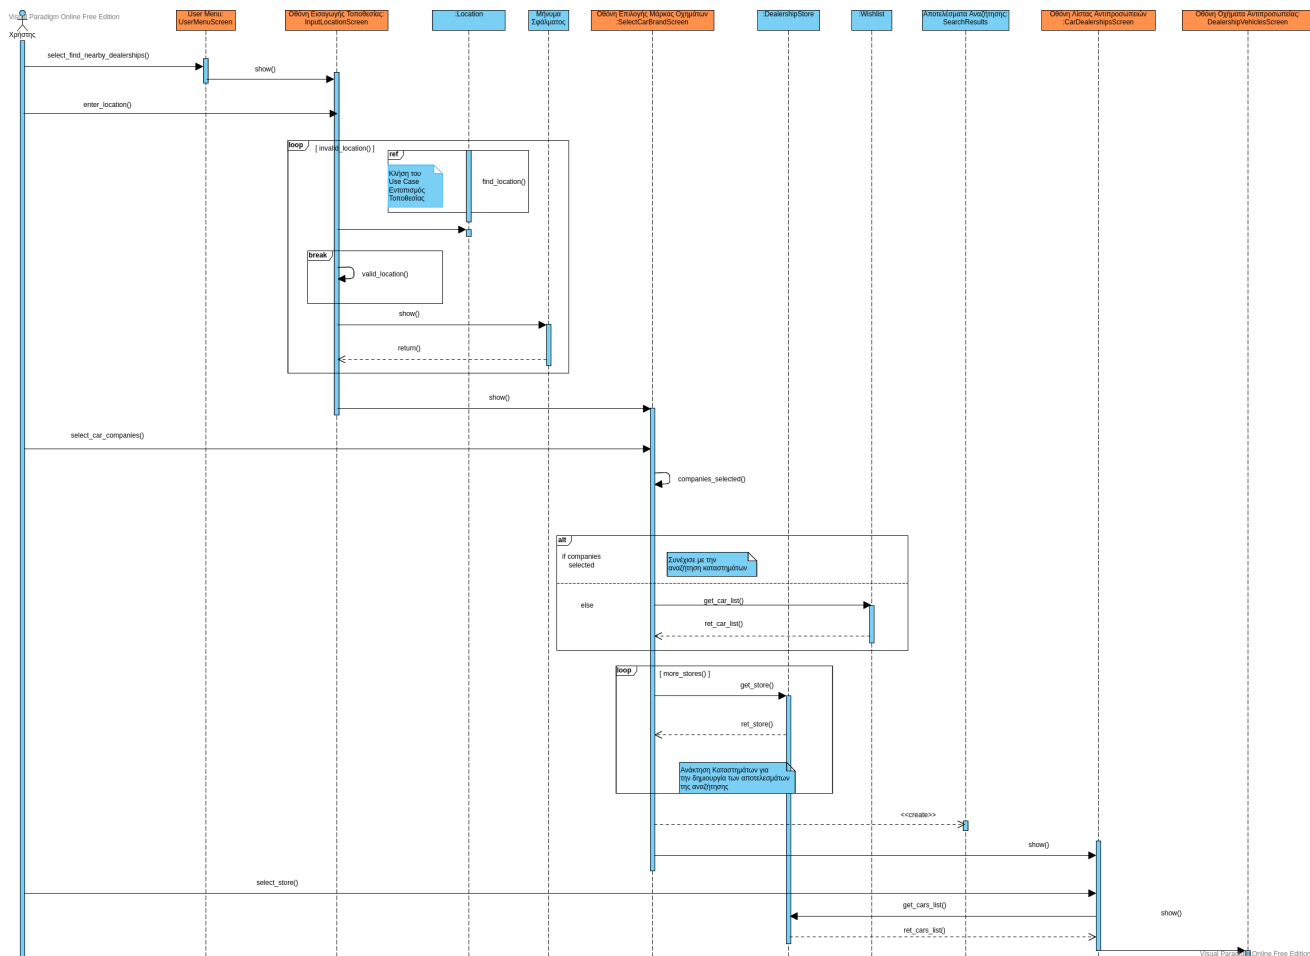 Visual Paradigm Online Free Edition
Χρήστης
User Menu:
UserMenuScreen
Οθόνη Εισαγωγής Τοποθεσίας:
InputLocationScreen
:Location
Μήνυμα
Σφάλματος
Οθόνη Επιλογής Μάρκας Οχημάτων
:SelectCarBrandScreen
:DealershipStore
:Wishlist
Αποτελέσματα Αναζήτησης:
SearchResults
Οθόνη Λίστας Αντιπροσωπειών
:CarDealershipsScreen
Οθόνη Οχήματα Αντιπροσωπείας:
DealershipVehiclesScreen
select_find_nearby_dealerships()
show()
enter_location()
loop
[ invalid_location() ]
ref
Κλήση του
Use Case
Εντοπισμός
Τοποθεσίας
find_location()
break
valid_location()
show()
return()
show()
select_car_companies()
companies_selected()
alt
if companies
selected
Συνέχισε με την
αναζήτηση καταστημάτων
else
get_car_list()
ret_car_list()
loop
[ more_stores() ]
get_store()
ret_store()
Ανάκτηση Καταστημάτων για
την δημιουργία των αποτελεσμάτων
της αναζήτησης
<<create>>
show()
select_store()
get_cars_list()
show()
ret_cars_list()
Visual Paradigm Online Free Edition